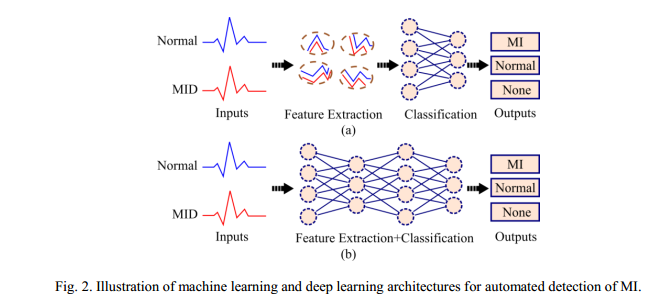 Normal
MID
Inputs
Feature Extraction
Classification
Outputs
MI
Normal
None
(a)
Normal
MID
Inputs
Feature Extraction+Classification
Outputs
MI
Normal
None
(b)
Fig. 2. Illustration of machine learning and deep learning architectures for automated detection of MI.